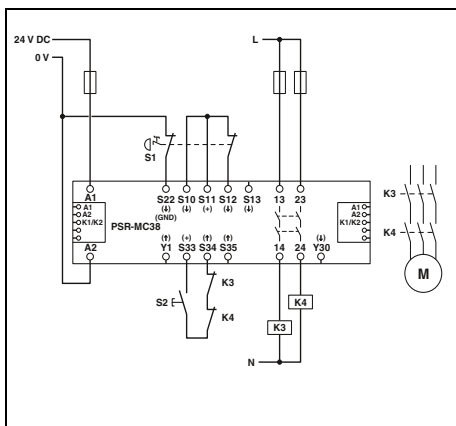 24 V DC
L
0 V
S1
A1 S22 S10 S11 S12 S13 13 23
(↓) (↓) (+) (↓) (↓)
(GND)
A1
A2
K1/K2
PSR-MC38
A1
A2
K1/K2
(↑) (+) (↑) (↑) (↓)
A2 Y1 S33 S34 S35 14 24 Y30
K3
K4
M
S2
K3
K4
K4
K3
N